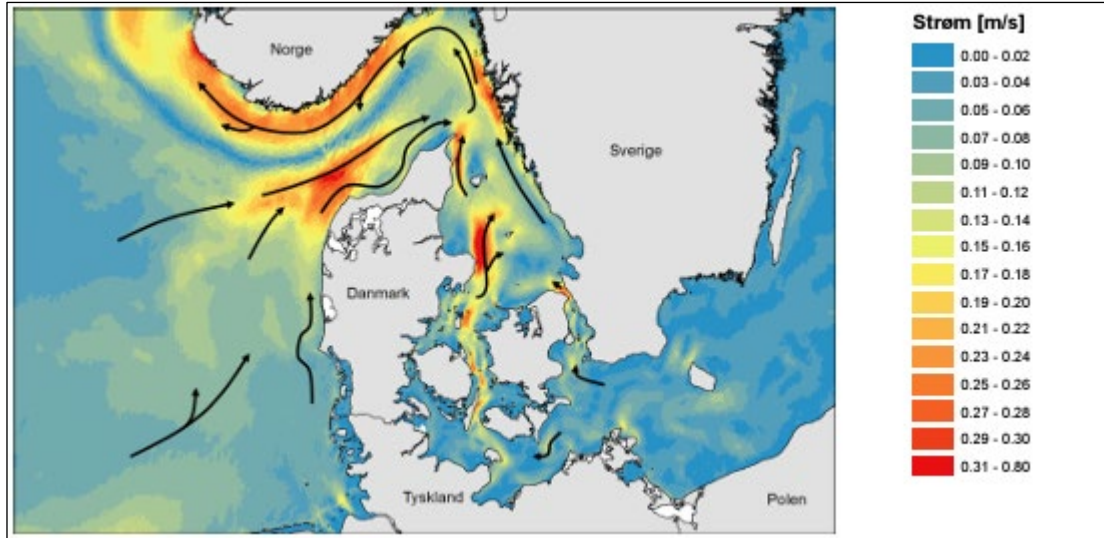 Norge
Sverige
Danmark
Tyskland
Polen
Strøm [m/s]
0.00 - 0.02
0.03 - 0.04
0.05 - 0.06
0.07 - 0.08
0.09 - 0.10
0.11 - 0.12
0.13 - 0.14
0.15 - 0.16
0.17 - 0.18
0.19 - 0.20
0.21 - 0.22
0.23 - 0.24
0.25 - 0.26
0.27 - 0.28
0.29 - 0.30
0.31 - 0.80